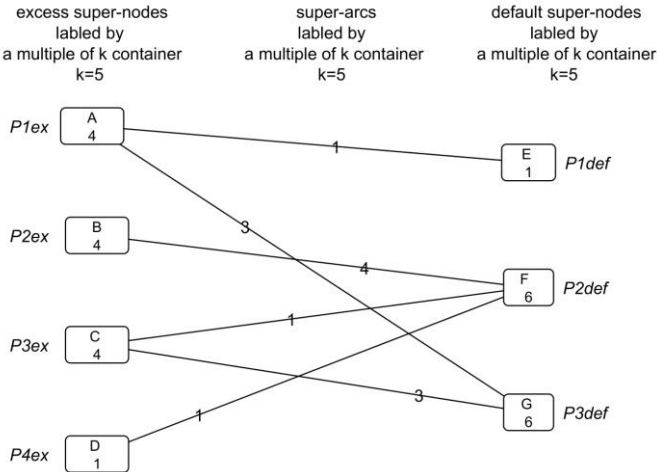 excess super-nodes
labled by
a multiple of k container
k=5
super-arcs
labled by
a multiple of k container
k=5
default super-nodes
labled by
a multiple of k container
k=5
P1ex
A
4
1
E
1
P1def
P2ex
B
4
3
4
F
6
P2def
P3ex
C
4
1
3
G
6
P3def
P4ex
D
1
1